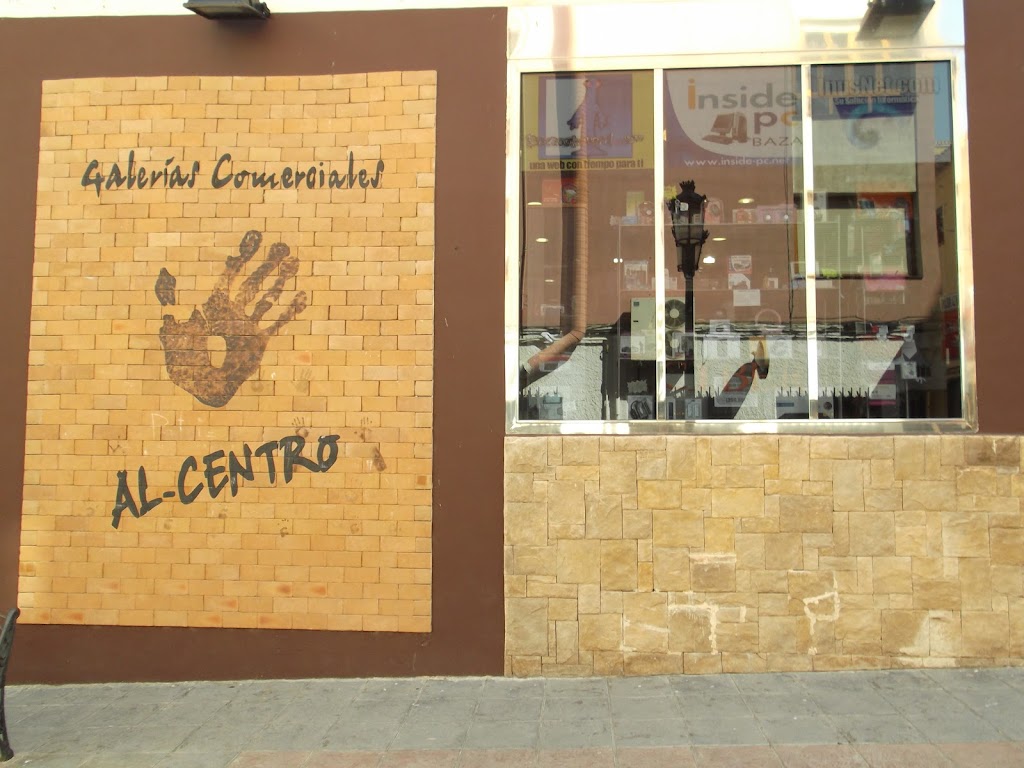 Galerías Comerciales
AL-CENTRO
una web con tiempo para ti
inside
pc
BAZA
www.inside-pc.net